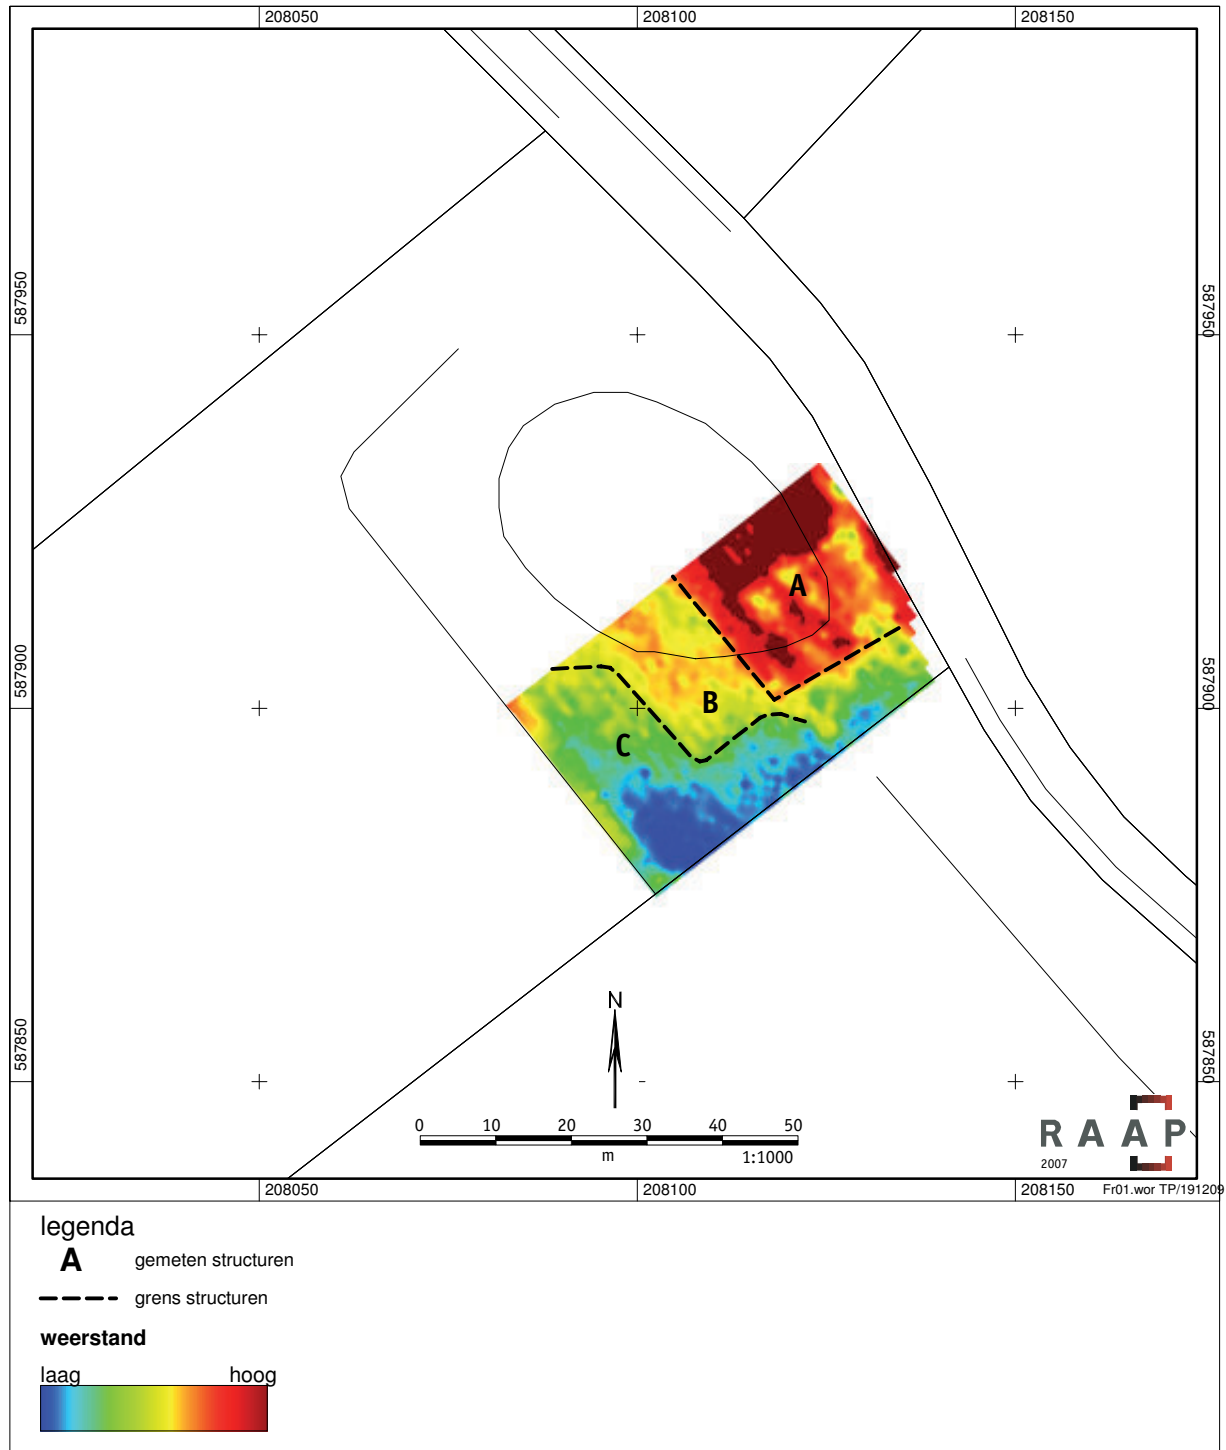 208050 208100 208150
587950 587950
A
B
C
587900 587900
N
587850 587850
0 10 20 30 40 50
m 1:1000
RAAP
2007
208050 208100 208150 Fr01.wor TP/191209
legenda
A gemeten structuren
grens structuren
weerstand
laag hoog